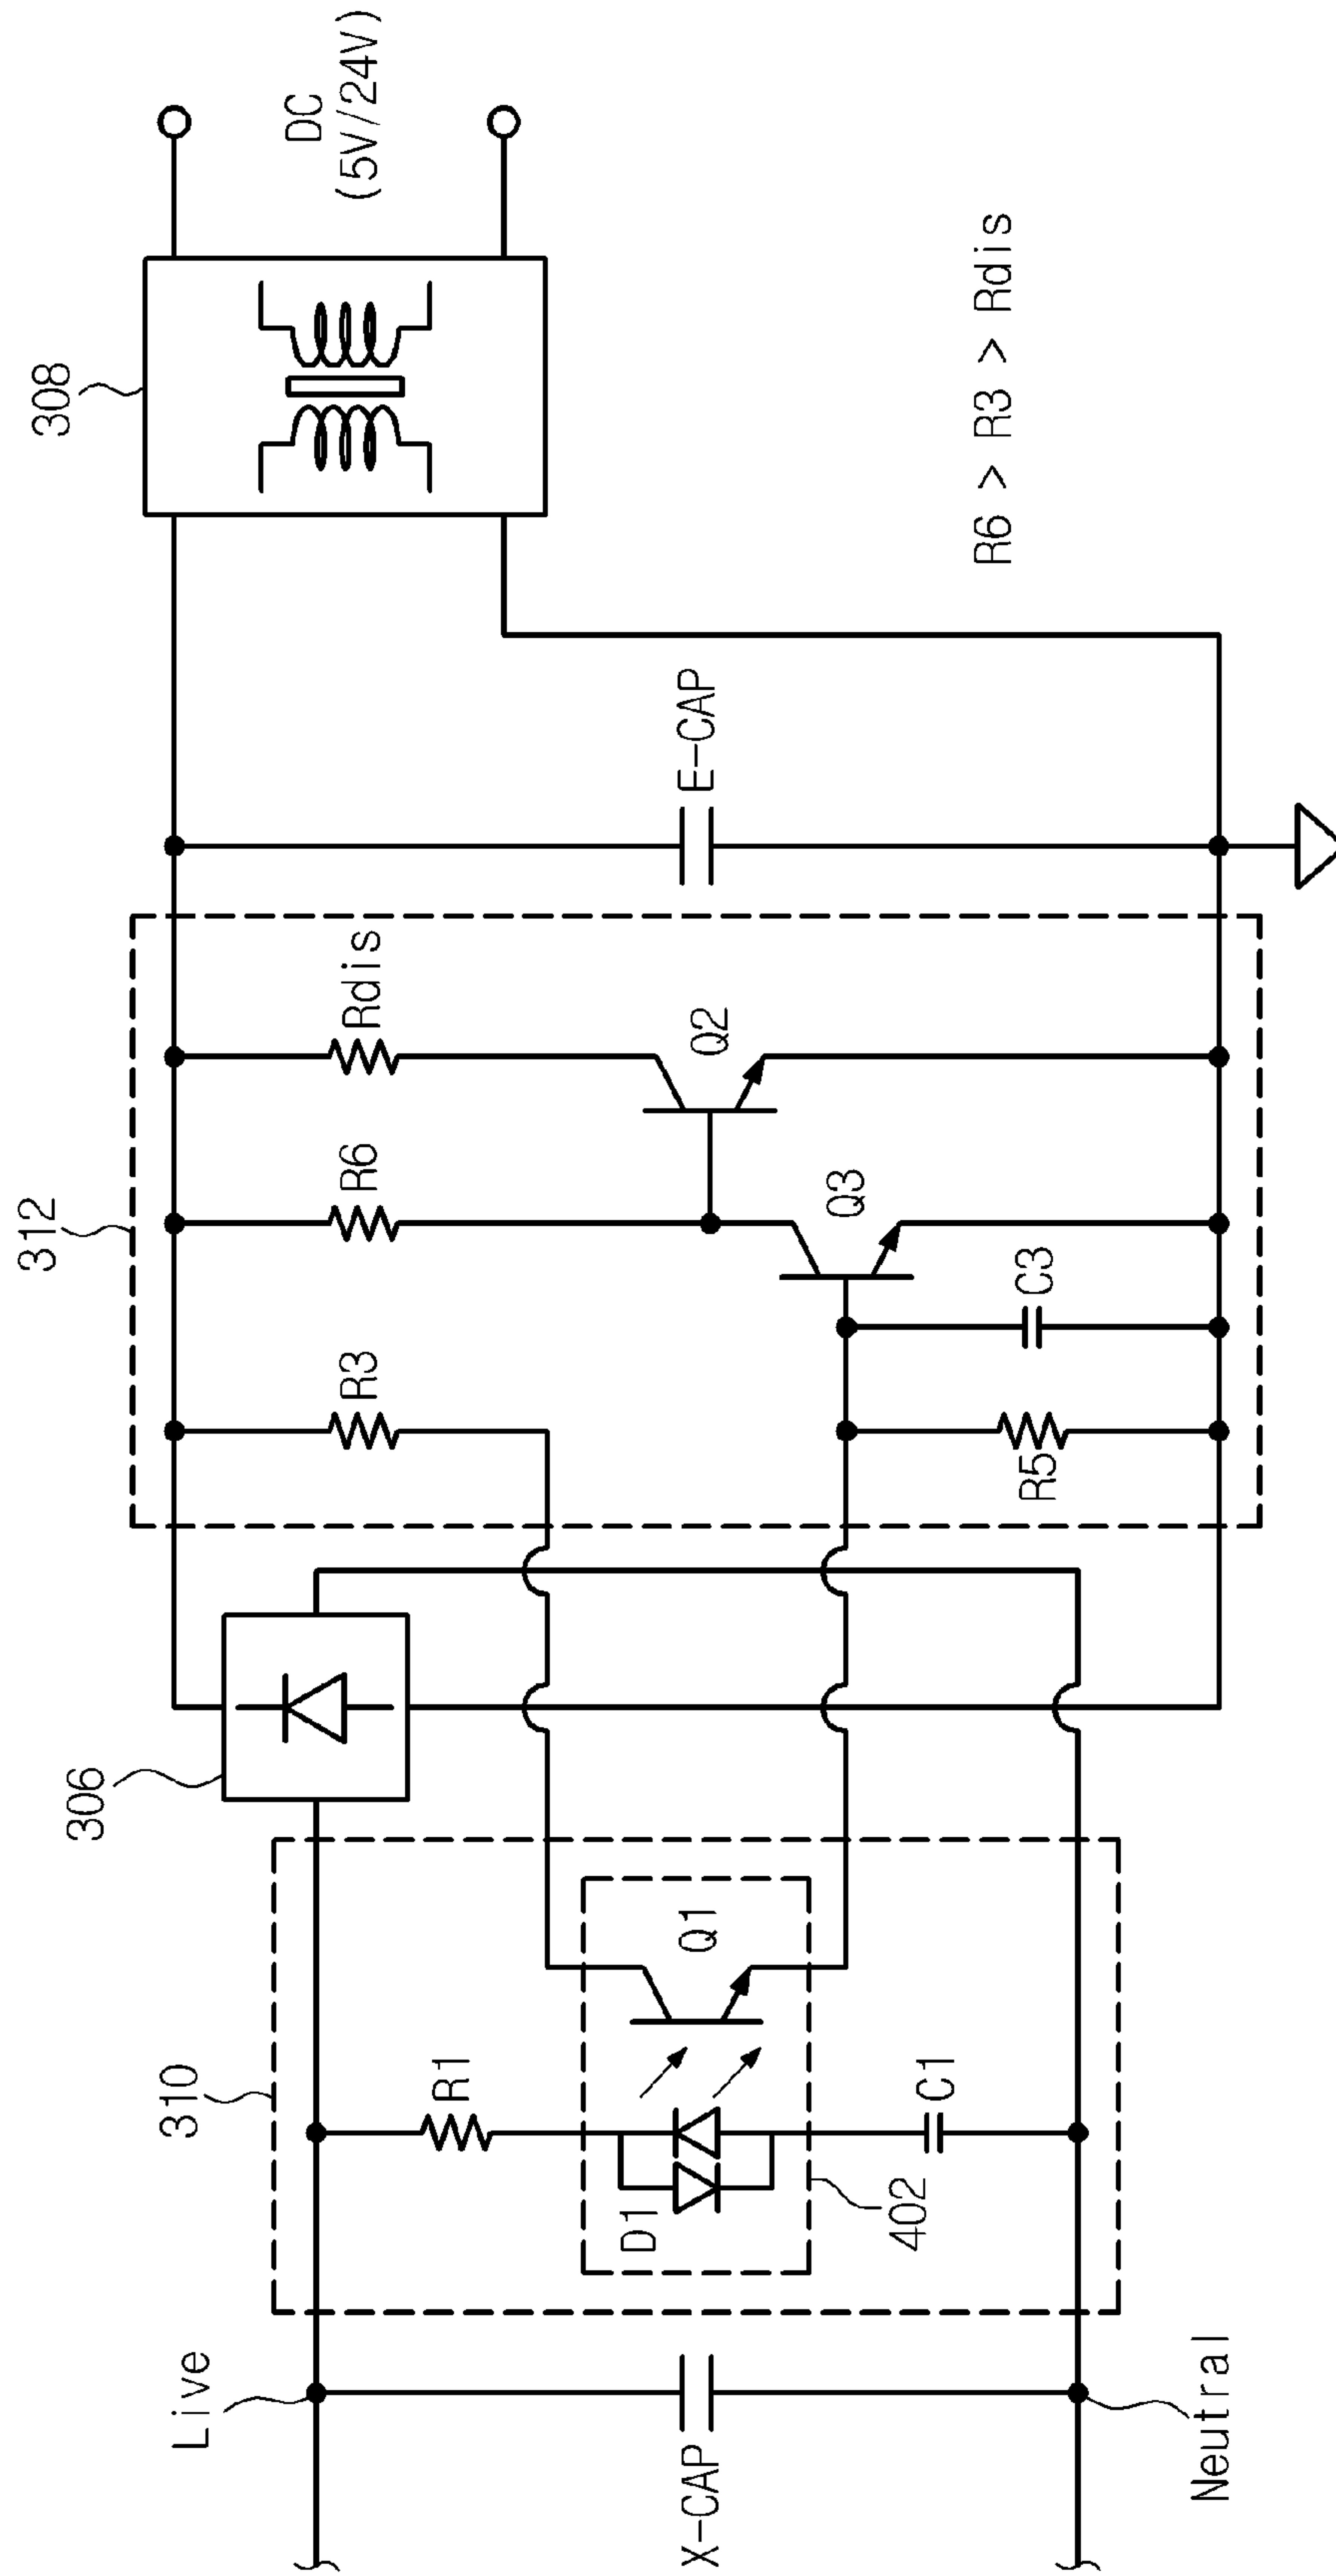 Live
X-CAP
Neutral
310
R1
D1
Q1
402
C1
306
312
R3
R6
Rdis
Q2
Q3
R5
C3
E-CAP
308
DC
(5V/24V)
R6 > R3 > Rdis